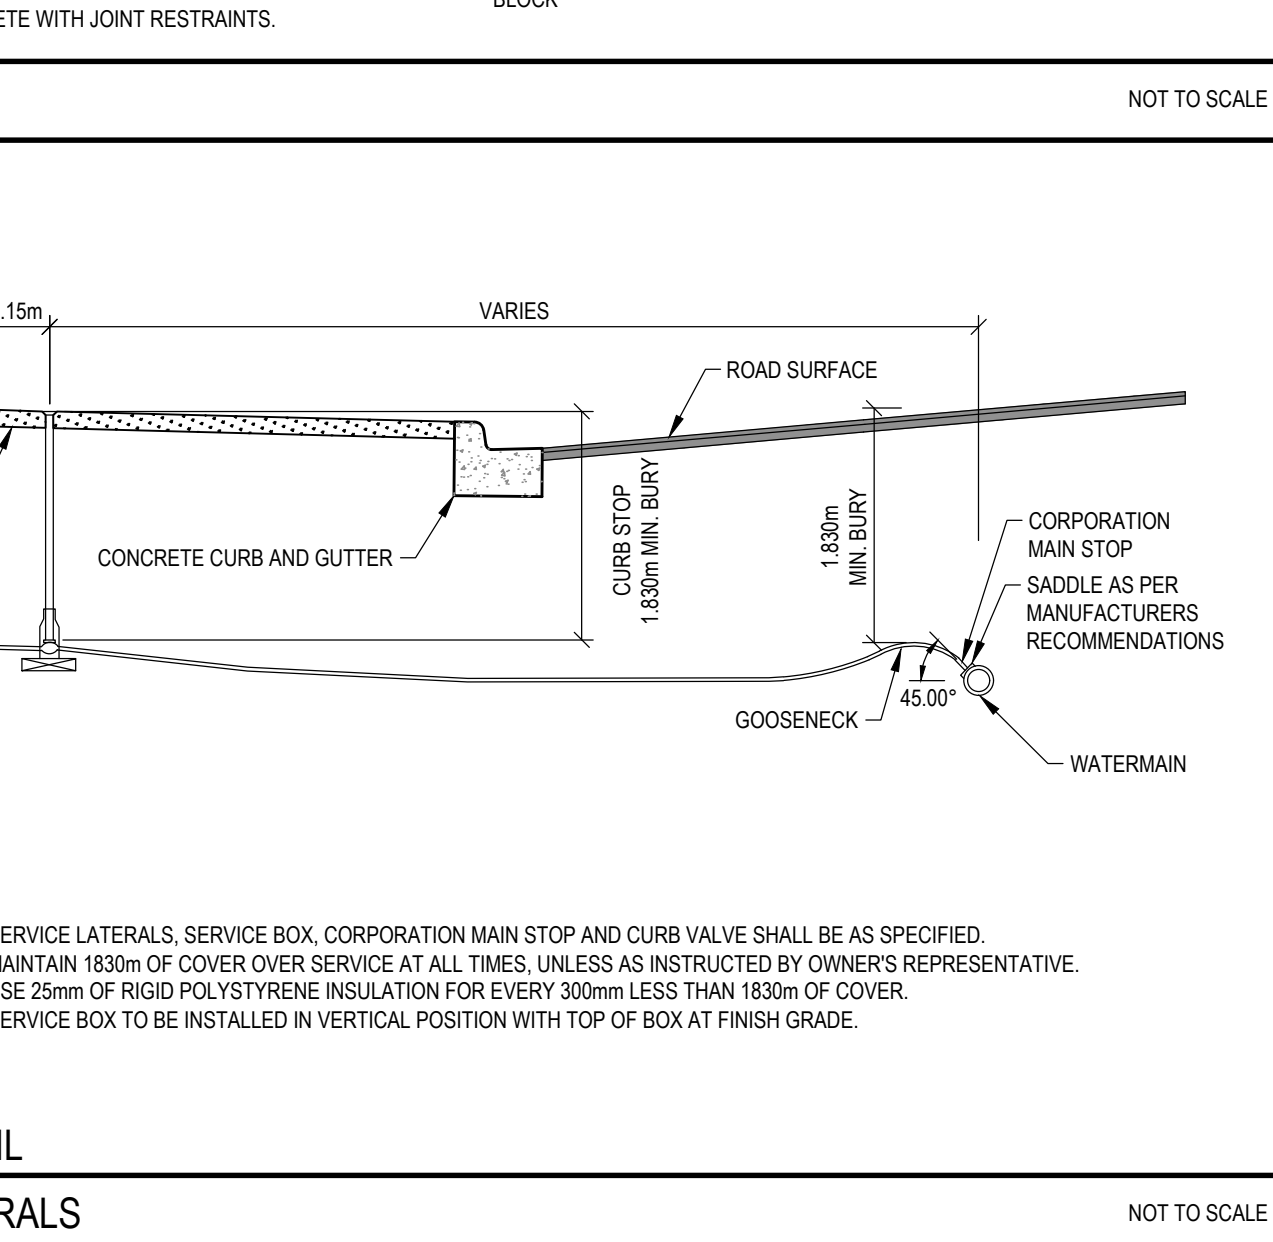 BLOCK
ETE WITH JOINT RESTRAINTS.
NOT TO SCALE
.15m
VARIES
ROAD SURFACE
CURB STOP
1.830m MIN. BURY
1.830m
MIN. BURY
CORPORATION
MAIN STOP
CONCRETE CURB AND GUTTER
SADDLE AS PER
MANUFACTURERS
RECOMMENDATIONS
45.00°
GOOSENECK
WATERMAIN
ERVICE LATERALS, SERVICE BOX, CORPORATION MAIN STOP AND CURB VALVE SHALL BE AS SPECIFIED.
MAINTAIN 1830m OF COVER OVER SERVICE AT ALL TIMES, UNLESS AS INSTRUCTED BY OWNER'S REPRESENTATIVE.
SE 25mm OF RIGID POLYSTYRENE INSULATION FOR EVERY 300mm LESS THAN 1830m OF COVER.
ERVICE BOX TO BE INSTALLED IN VERTICAL POSITION WITH TOP OF BOX AT FINISH GRADE.
IL
RALS
NOT TO SCALE